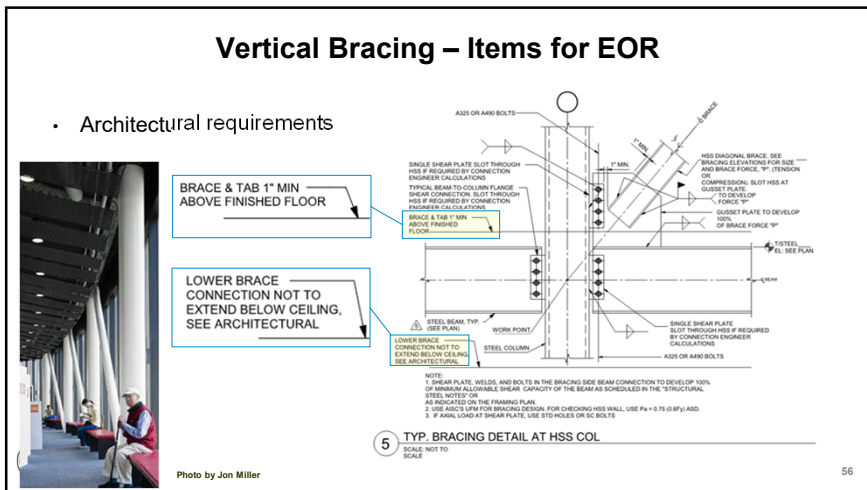 Vertical Bracing – Items for EOR
• Architectural requirements
BRACE & TAB 1" MIN
ABOVE FINISHED FLOOR
LOWER BRACE
CONNECTION NOT TO
EXTEND BELOW CEILING,
SEE ARCHITECTURAL
Photo by Jon Miller
A325 OR A490 BOLTS
SINGLE SHEAR PLATE SLOT THROUGH
HSS IF REQUIRED BY CONNECTION
ENGINEER CALCULATIONS
TYPICAL BEAM-TO-COLUMN FLANGE
SHEAR CONNECTION. SLOT THROUGH
HSS IF REQUIRED BY CONNECTION
ENGINEER CALCULATIONS
BRACE & TAB 1" MIN
ABOVE FINISHED
FLOOR
1" MIN.
1" MIN.
℄ BRACE
HSS DIAGONAL BRACE. SEE
BRACING ELEVATIONS FOR SIZE
AND BRACE FORCE, "P". (TENSION
OR
COMPRESSION), SLOT HSS AT
GUSSET PLATE.
TO DEVELOP
FORCE "P"
GUSSET PLATE TO DEVELOP
100%
OF BRACE FORCE "P"
T/STEEL
EL: SEE PLAN
℄ BEAM
STEEL BEAM, TYP.
(SEE PLAN)
WORK POINT
STEEL COLUMN
LOWER BRACE
CONNECTION NOT TO
EXTEND BELOW CEILING,
SEE ARCHITECTURAL
SINGLE SHEAR PLATE
SLOT THROUGH HSS IF REQUIRED
BY CONNECTION ENGINEER
CALCULATIONS
A325 OR A490 BOLTS
NOTE:
1. SHEAR PLATE, WELDS, AND BOLTS IN THE BRACING SIDE BEAM CONNECTION TO DEVELOP 100%
OF MINIMUM ALLOWABLE SHEAR CAPACITY OF THE BEAM AS SCHEDULED IN THE "STRUCTURAL
STEEL NOTES" OR
AS INDICATED ON THE FRAMING PLAN.
2. USE AISC'S UFM FOR BRACING DESIGN. FOR CHECKING HSS WALL, USE Pa = 0.75 (0.6Fy) ASD.
3. IF AXIAL LOAD AT SHEAR PLATE, USE STD HOLES OR SC BOLTS
5 TYP. BRACING DETAIL AT HSS COL
SCALE: NOT TO
SCALE
56